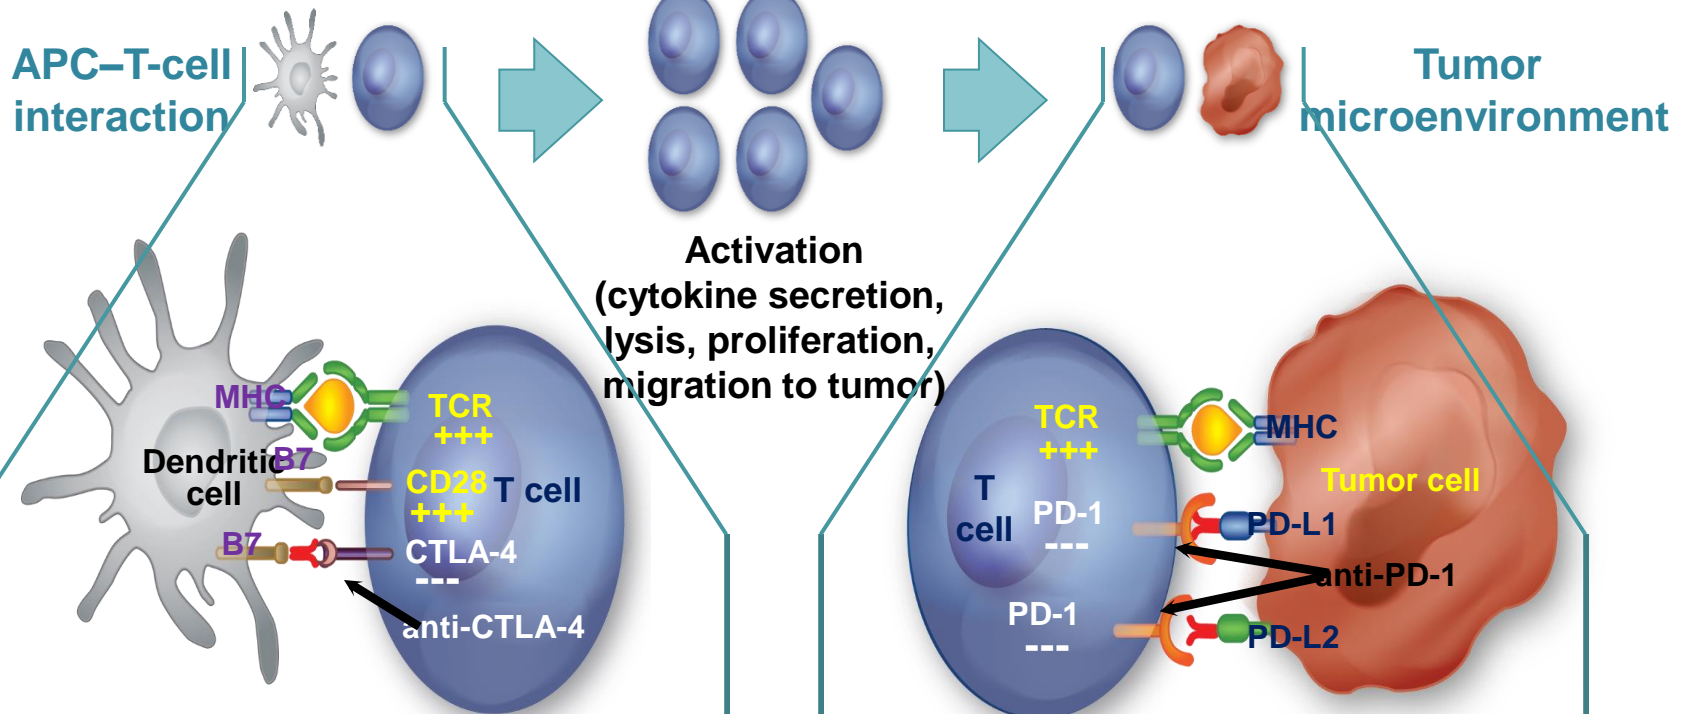 APC–T-cell
interaction
Tumor
microenvironment
Activation
(cytokine secretion,
lysis, proliferation,
migration to tumor)
MHC
TCR
+++
Dendritic
cell
B7
CD28
+++
T cell
B7
CTLA-4
---
anti-CTLA-4
TCR
+++
MHC
T
cell
Tumor cell
PD-1
---
PD-L1
anti-PD-1
PD-1
---
PD-L2